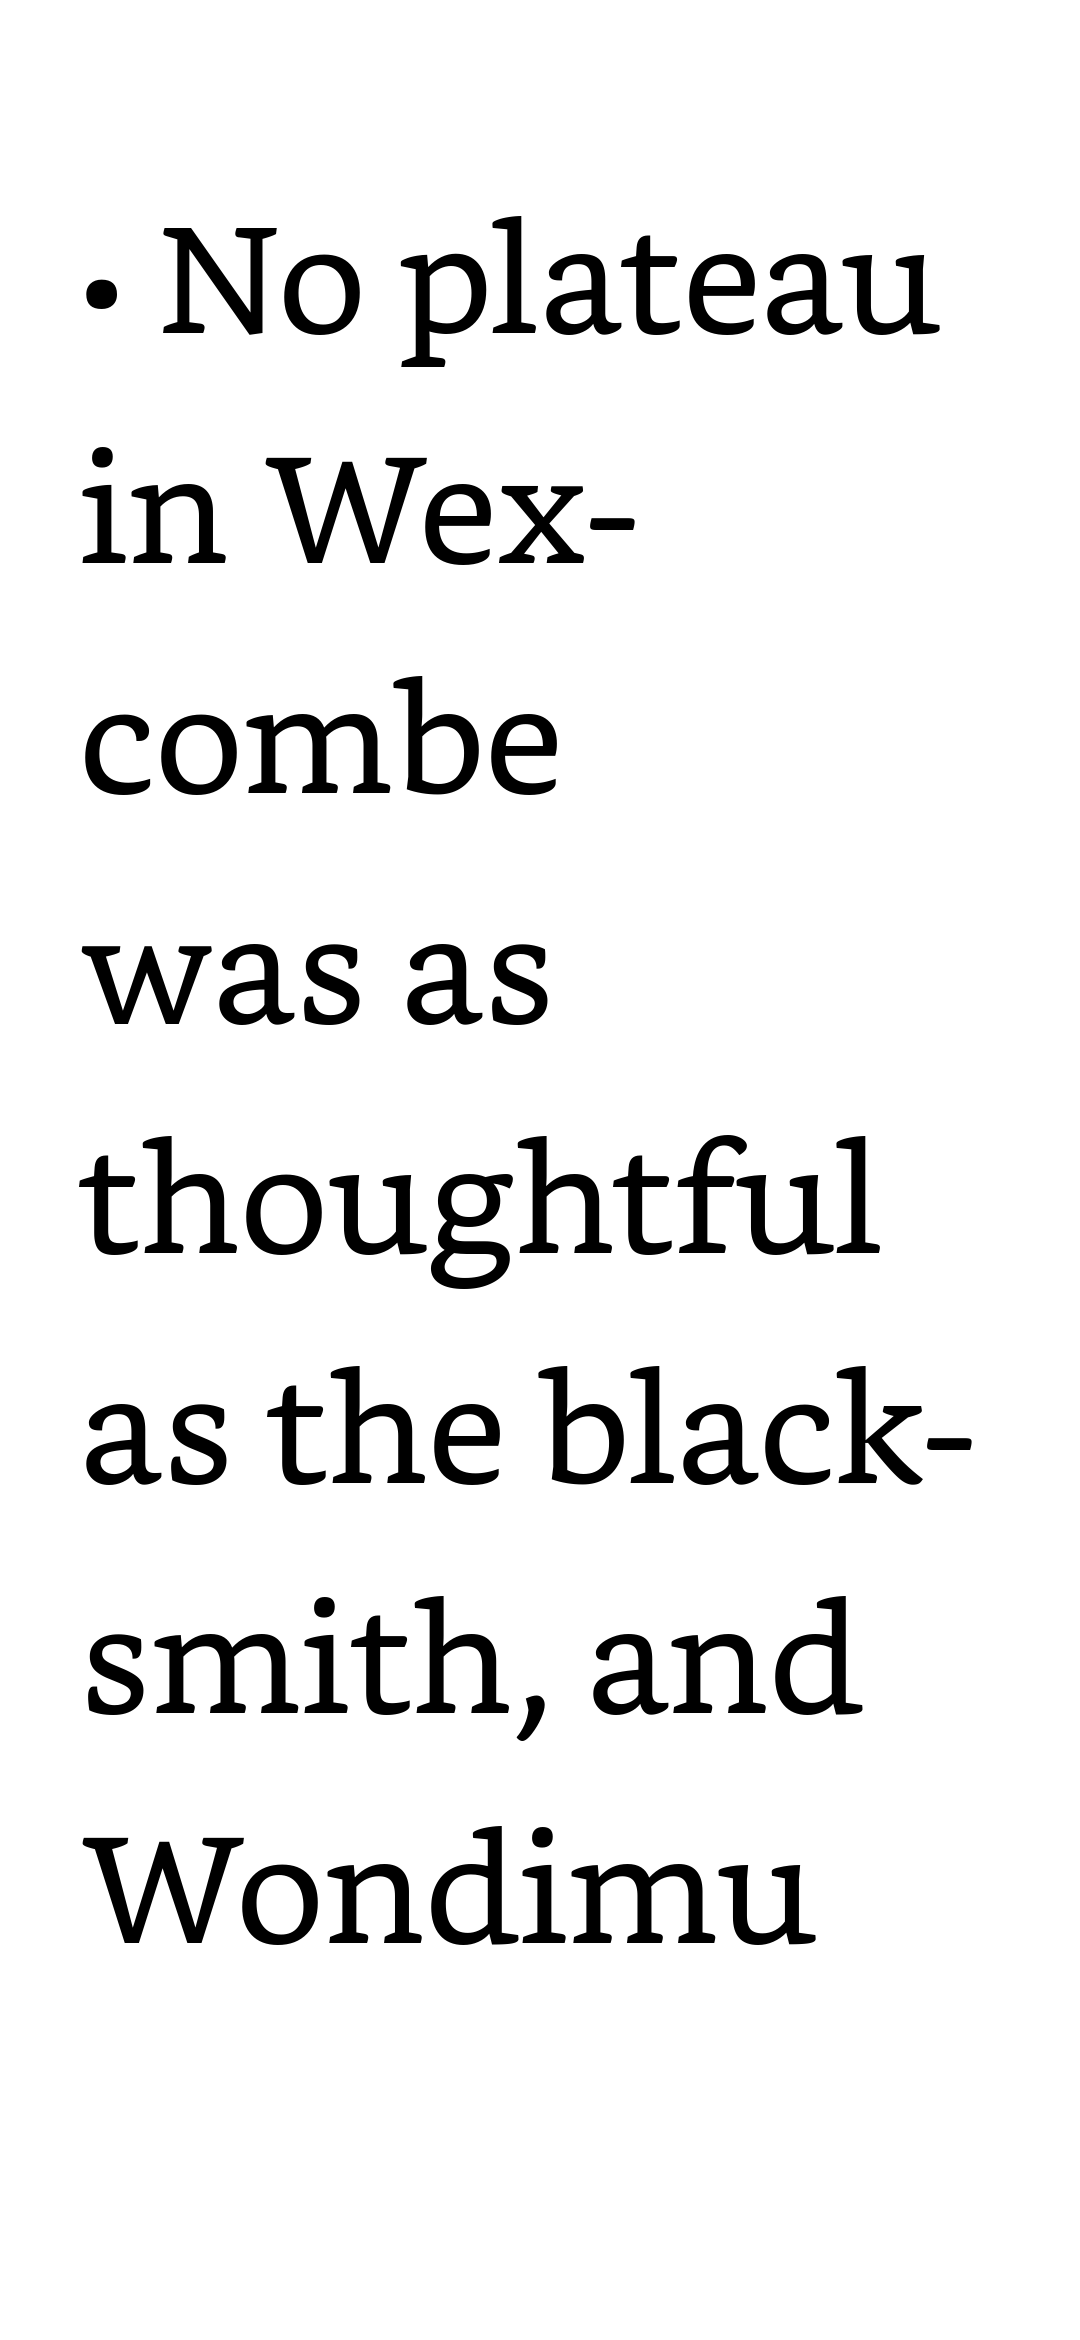 • No plateau
in Wex-
combe
was as
thoughtful
as the black-
smith, and
Wondimu